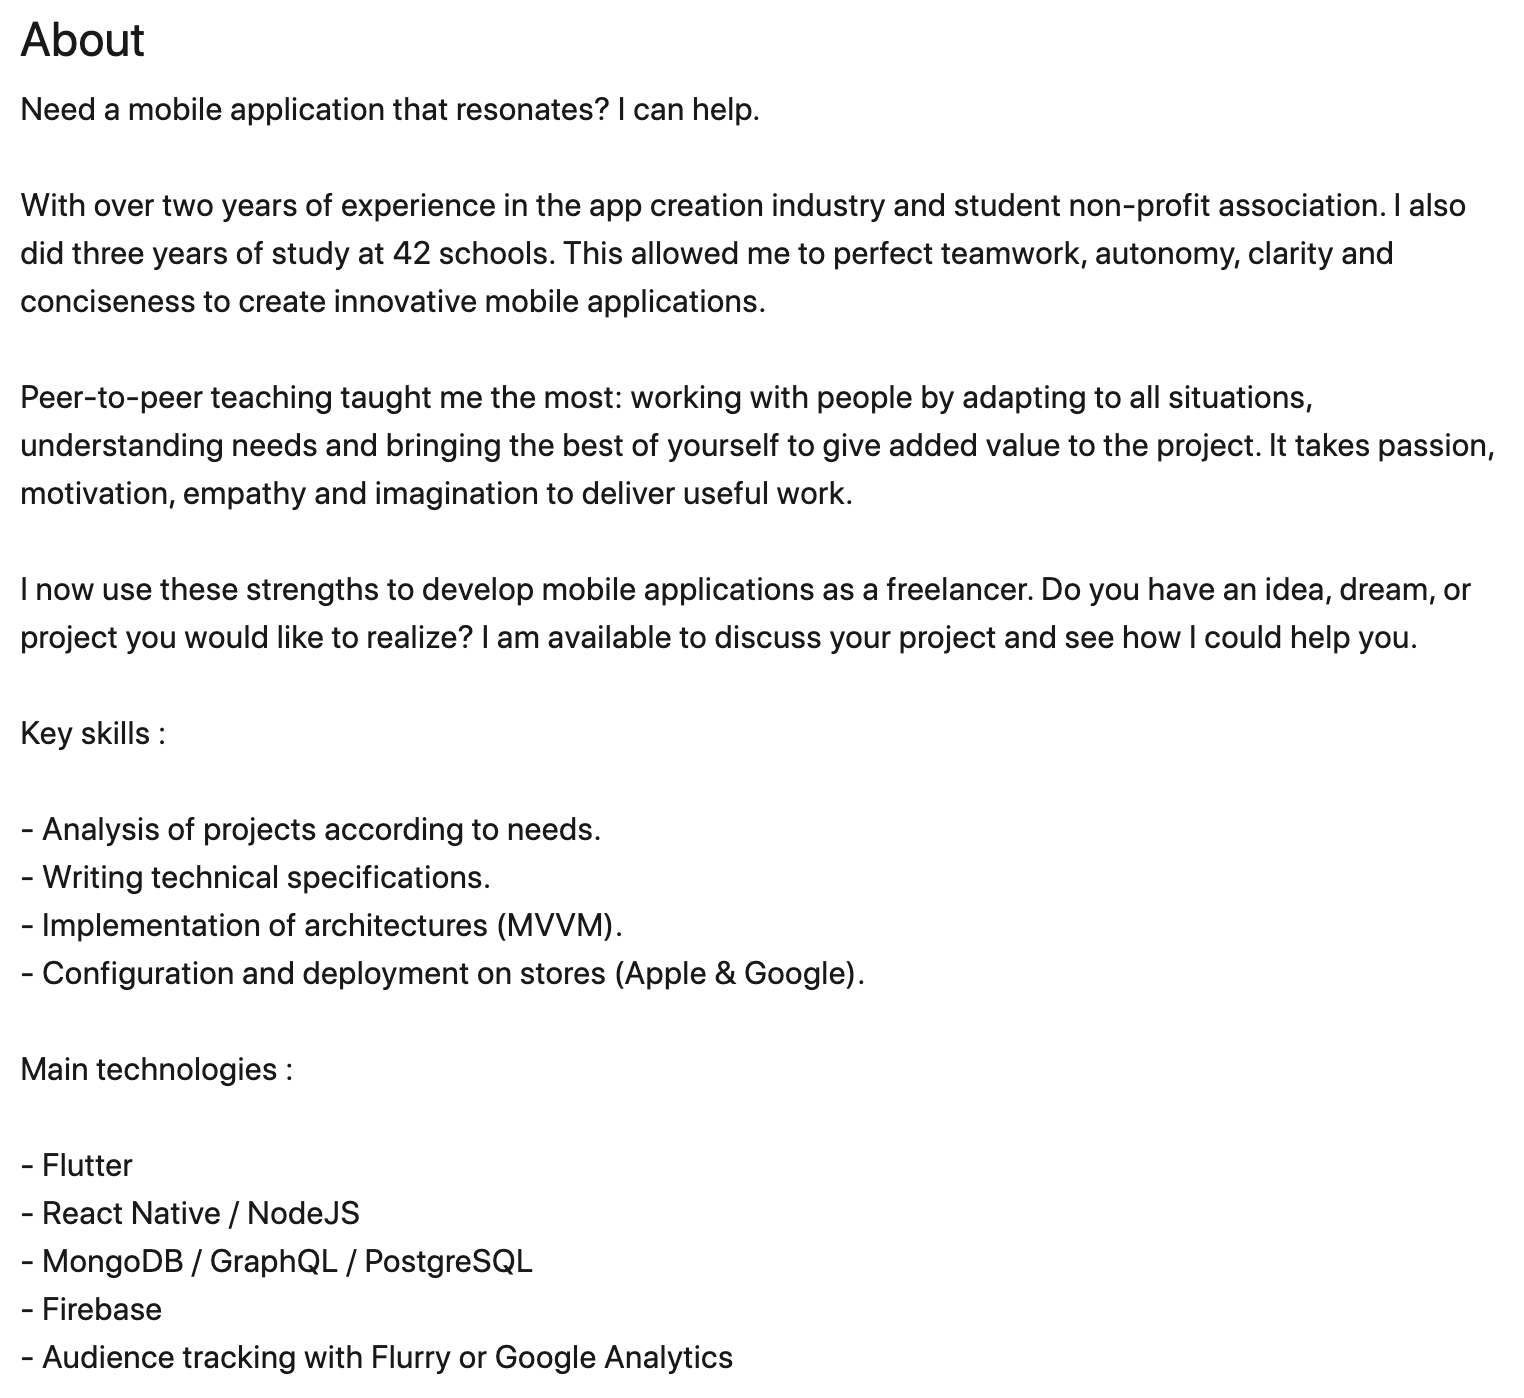 About
Need a mobile application that resonates? I can help.
With over two years of experience in the app creation industry and student non-profit association. I also
did three years of study at 42 schools. This allowed me to perfect teamwork, autonomy, clarity and
conciseness to create innovative mobile applications.
Peer-to-peer teaching taught me the most: working with people by adapting to all situations,
understanding needs and bringing the best of yourself to give added value to the project. It takes passion,
motivation, empathy and imagination to deliver useful work.
I now use these strengths to develop mobile applications as a freelancer. Do you have an idea, dream, or
project you would like to realize? I am available to discuss your project and see how I could help you.
Key skills :
- Analysis of projects according to needs.
- Writing technical specifications.
- Implementation of architectures (MVVM).
- Configuration and deployment on stores (Apple & Google).
Main technologies :
- Flutter
- React Native / NodeJS
- MongoDB / GraphQL / PostgreSQL
- Firebase
- Audience tracking with Flurry or Google Analytics